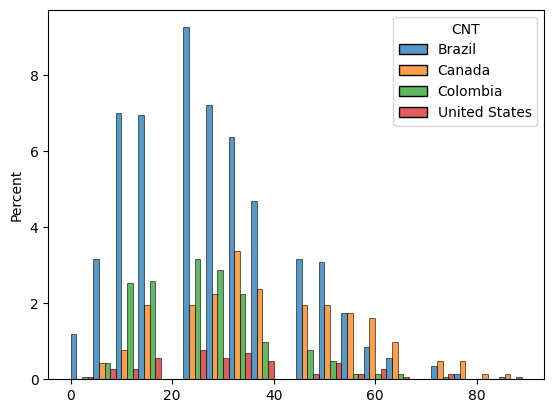 CNT
Brazil
Canada
Colombia
United States
Percent
8
6
4
2
0
0 20 40 60 80